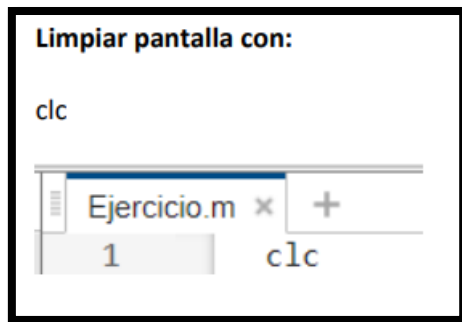 Limpiar pantalla con:
clc
Ejercicio.m × +
1 clc